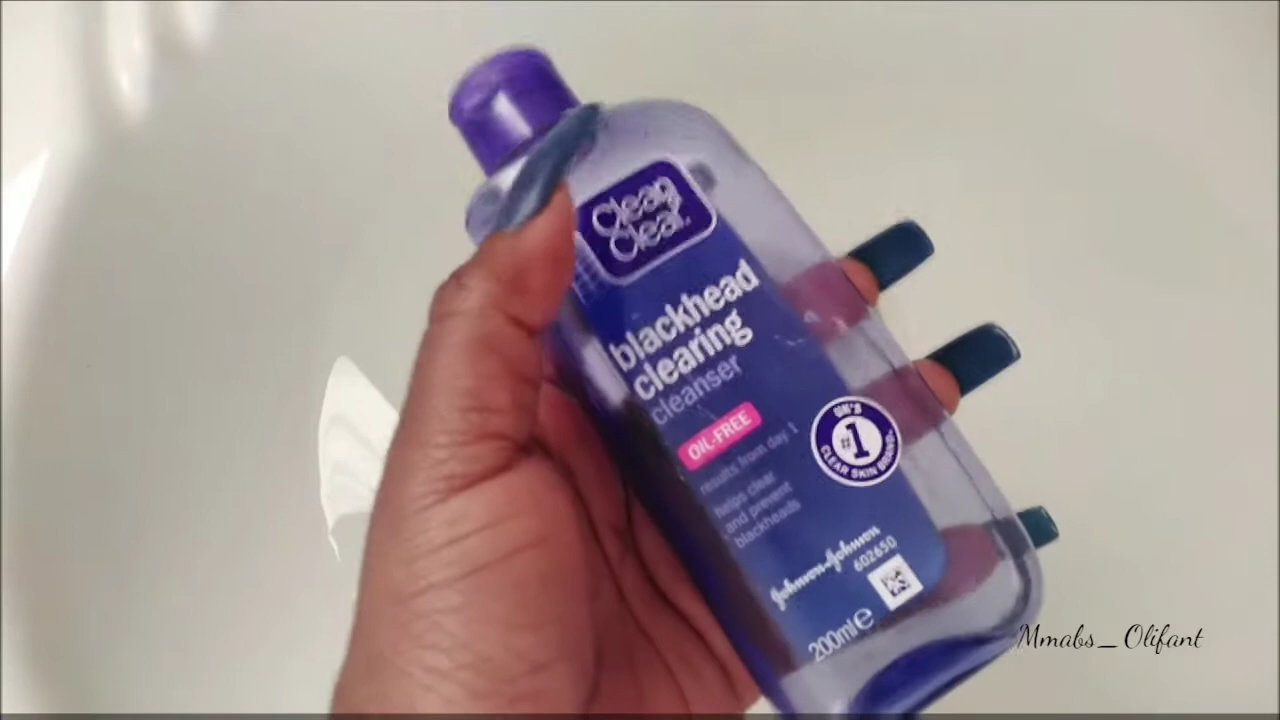 Clean
Clear.
blackhead
clearing
cleanser
OIL-FREE
results from day 1
helps clear
and prevent
blackheads
#1
CLEAR SKIN BRAND
Johnson-Johnson
602650
200ml e
Mmabs_Olifant